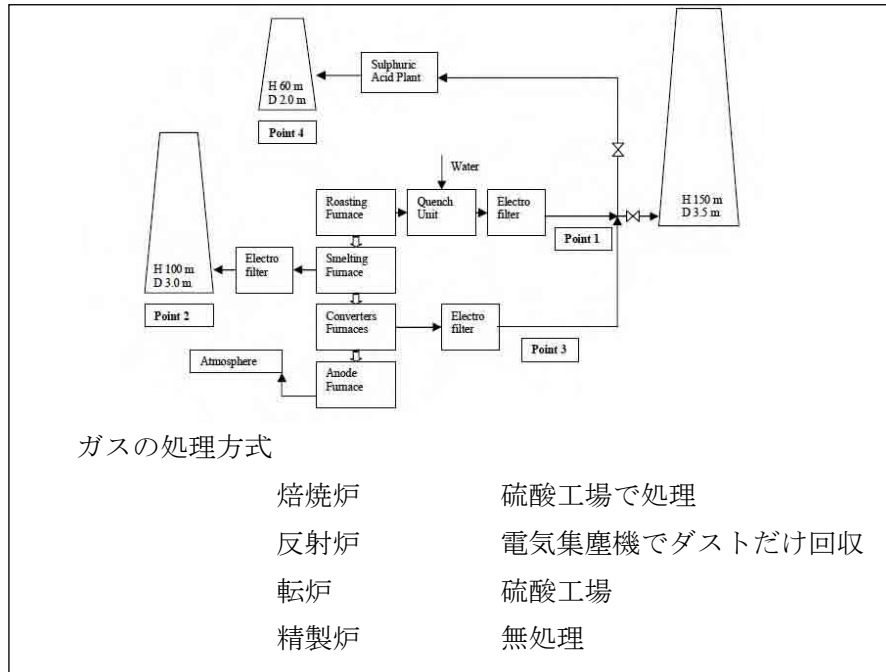 Sulphuric
Acid Plant
H 60 m
D 2.0 m
Point 4
Water
H 150 m
D 3.5 m
Roasting
Furnace
Quench
Unit
Electro
filter
Point 1
H 100 m
D 3.0 m
Electro
filter
Smelting
Furnace
Point 2
Converters
Furnaces
Electro
filter
Point 3
Atmosphere
Anode
Furnace
ガスの処理方式
焙焼炉 硫酸工場で処理
反射炉 電気集塵機でダストだけ回収
転炉 硫酸工場
精製炉 無処理